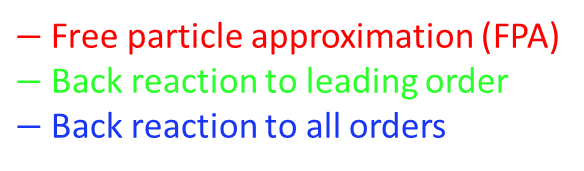 – Free particle approximation (FPA)
– Back reaction to leading order
– Back reaction to all orders